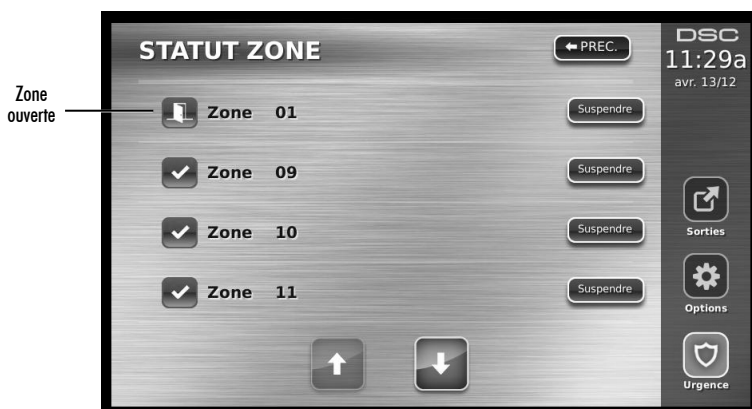 STATUT ZONE
PREC.
DSC
11:29a
avr. 13/12
Zone
ouverte
Zone 01
Suspendre
Zone 09
Suspendre
Zone 10
Suspendre
Zone 11
Suspendre
Sorties
Options
Urgence